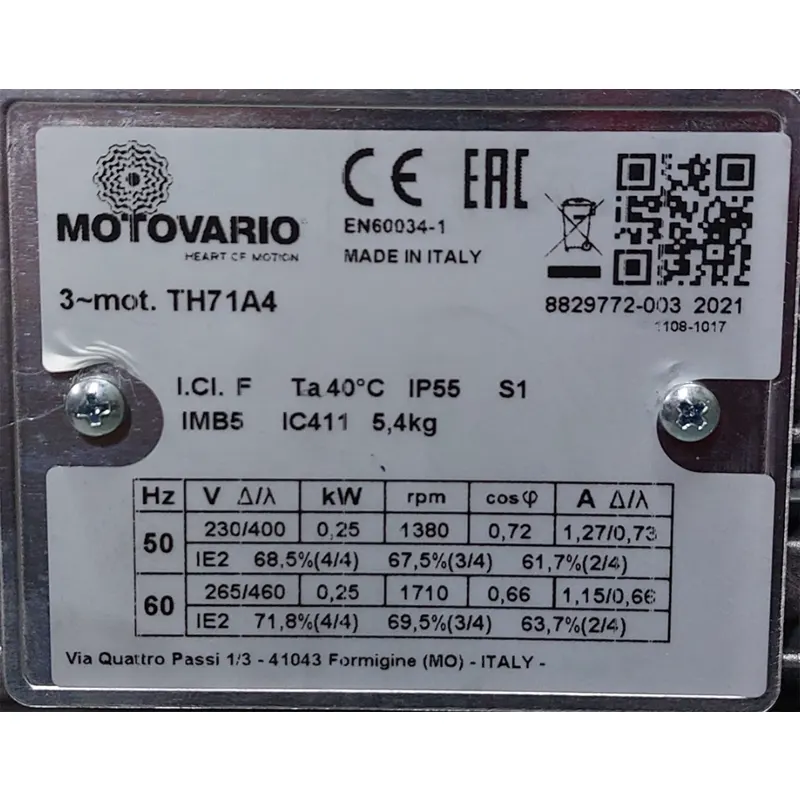 MOTOVARIO
HEART OF MOTION
CE EAC
EN60034-1
MADE IN ITALY
3~mot. TH71A4
8829772-003 2021
1108-1017
I.Cl. F Ta 40°C IP55 S1
IMB5 IC411 5,4kg
Hz V Δ/⅄ kW rpm cosφ A Δ/⅄
50 230/400 0,25 1380 0,72 1,27/0,73
IE2 68,5%(4/4) 67,5%(3/4) 61,7%(2/4)
60 265/460 0,25 1710 0,66 1,15/0,66
IE2 71,8%(4/4) 69,5%(3/4) 63,7%(2/4)
Via Quattro Passi 1/3 - 41043 Formigine (MO) - ITALY -